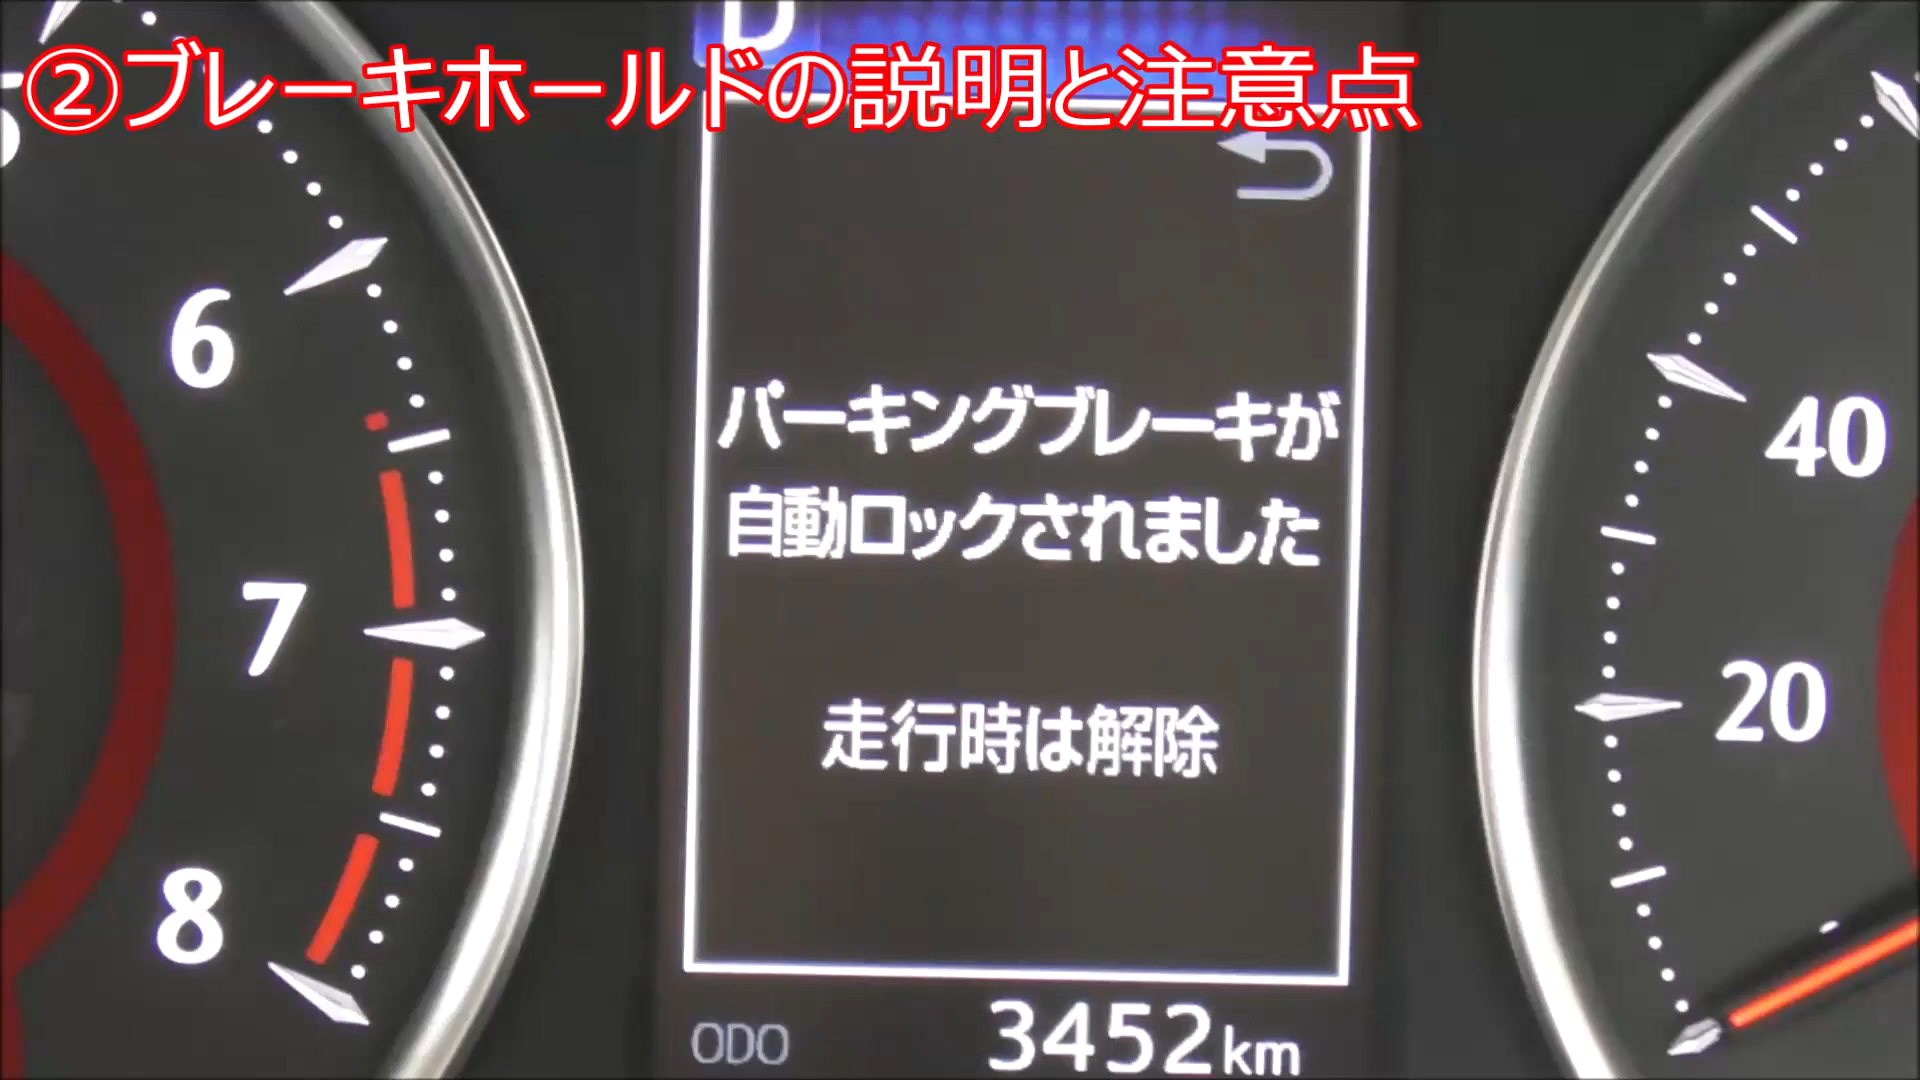 D
②ブレーキホールドの説明と注意点
パーキングブレーキが
自動ロックされました
走行時は解除
6
7
8
40
20
ODO 3452km